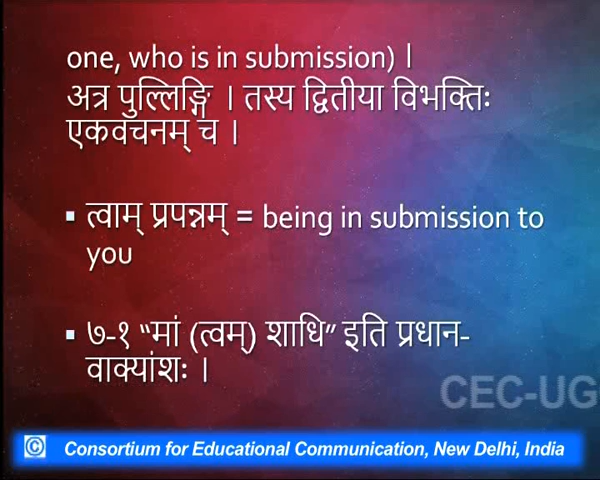 one, who is in submission) ।
अत्र पुल्लिङ्गि । तस्य द्वितीया विभक्तिः
एकवचनम् च ।
▪ त्वाम् प्रपन्नम् = being in submission to
you
▪ ७-१ “मां (त्वम्) शाधि” इति प्रधान-
वाक्यांशः ।
CEC-UG
© Consortium for Educational Communication, New Delhi, India